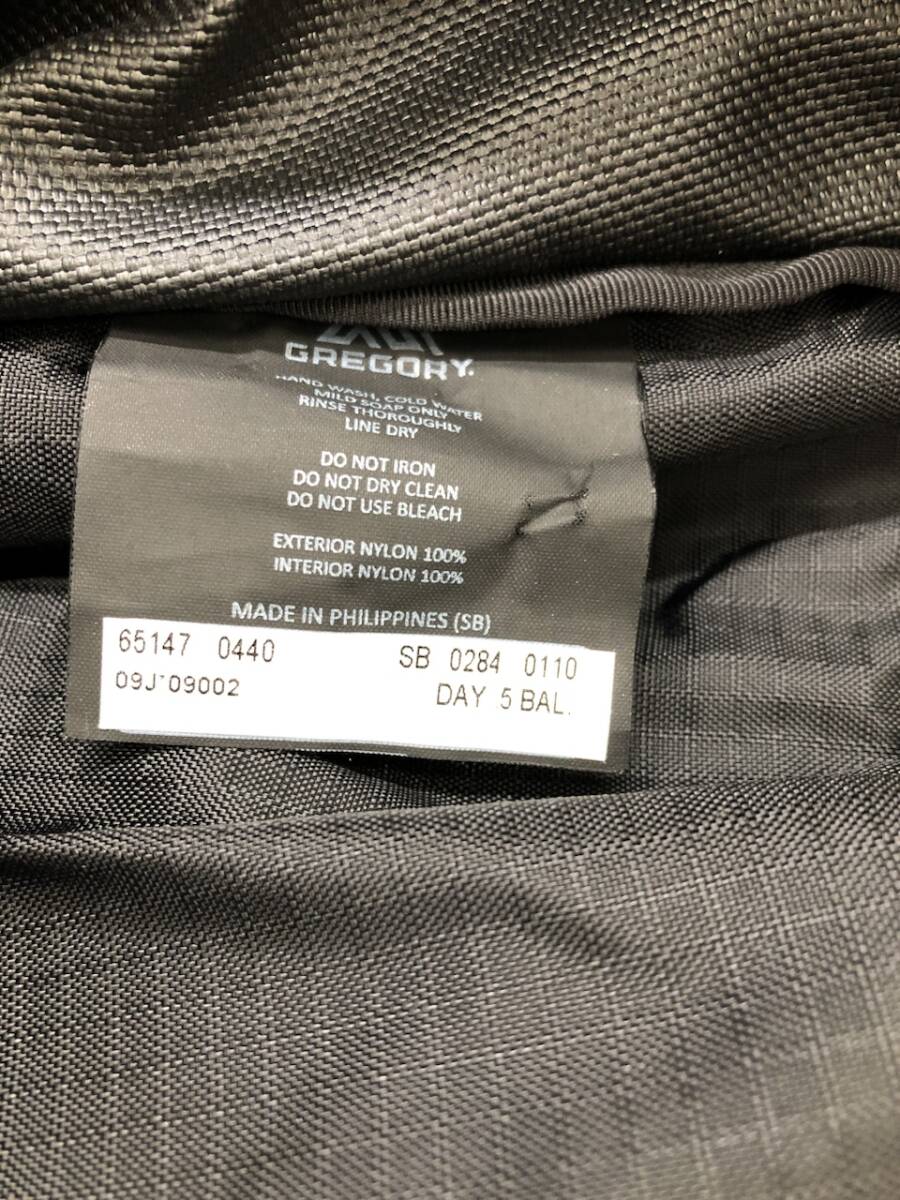 GREGORY.
HAND WASH, COLD WATER
MILD SOAP ONLY
RINSE THOROUGHLY
LINE DRY
DO NOT IRON
DO NOT DRY CLEAN
DO NOT USE BLEACH
EXTERIOR NYLON 100%
INTERIOR NYLON 100%
MADE IN PHILIPPINES (SB)
65147 0440 SB 0284 0110
09J*09002 DAY 5 BAL.